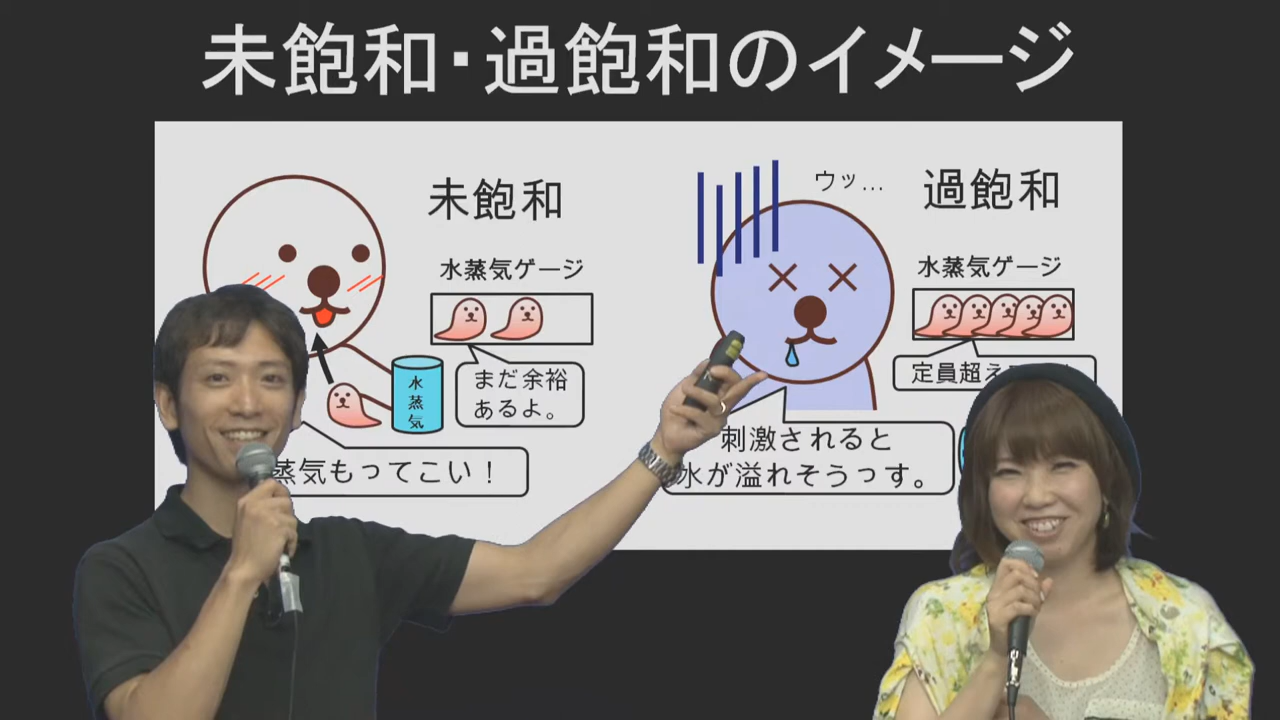 未飽和・過飽和のイメージ
未飽和
水蒸気ゲージ
まだ余裕
あるよ。
水蒸気
蒸気もってこい！
ウッ…
過飽和
水蒸気ゲージ
定員超え
刺激されると
水が溢れそうっす。